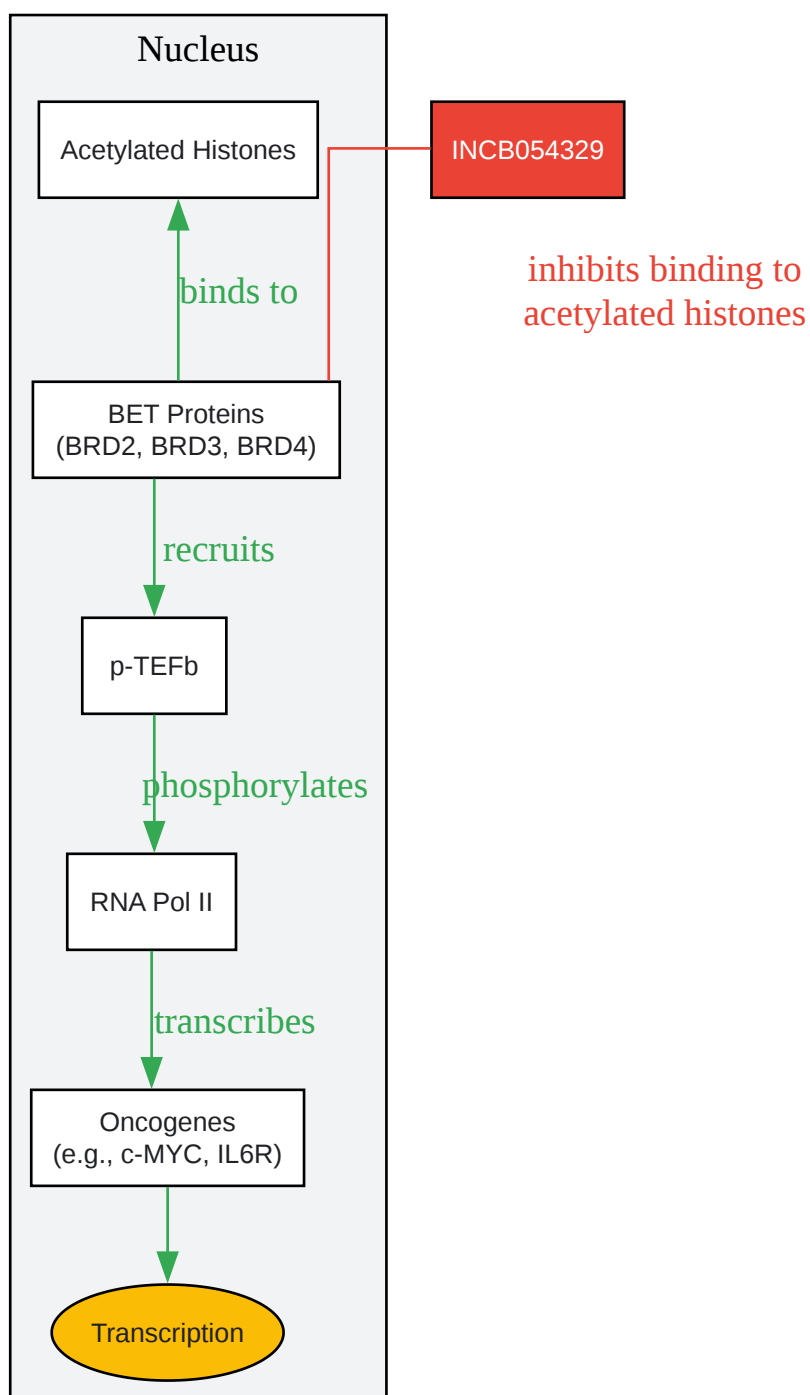 Nucleus
Acetylated Histones
INCB054329
inhibits binding to
acetylated histones
binds to
BET Proteins
(BRD2, BRD3, BRD4)
recruits
p-TEFb
phosphorylates
RNA Pol II
transcribes
Oncogenes
(e.g., c-MYC, IL6R)
Transcription